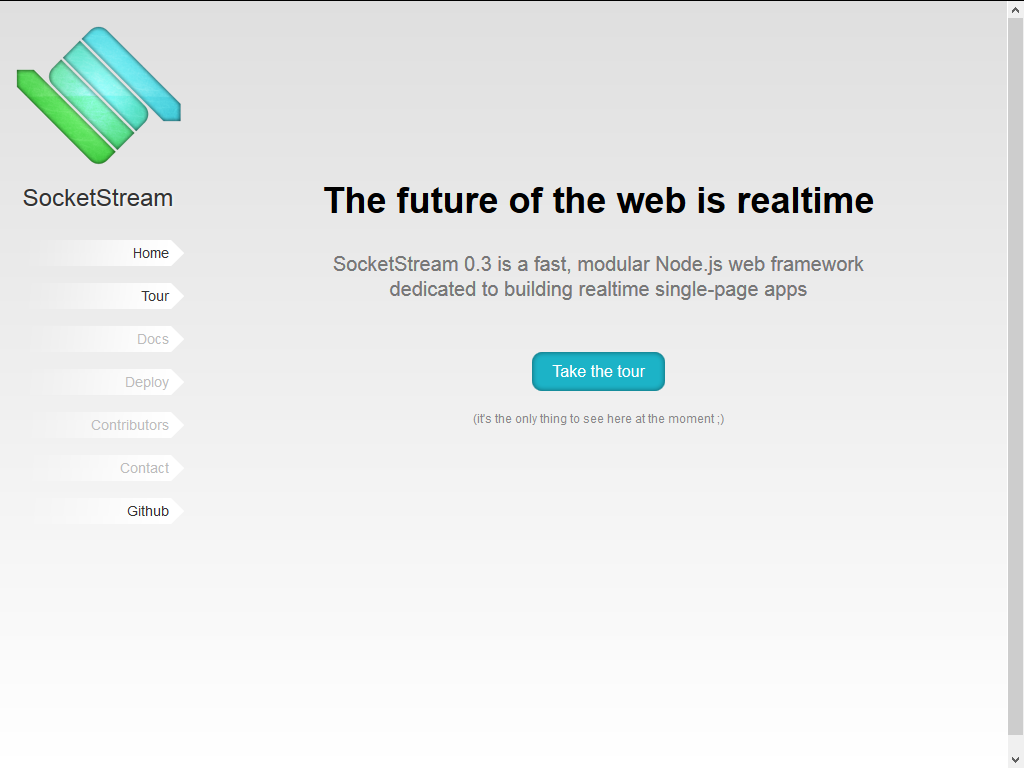 SocketStream
Home
Tour
Docs
Deploy
Contributors
Contact
Github
The future of the web is realtime
SocketStream 0.3 is a fast, modular Node.js web framework
dedicated to building realtime single-page apps
Take the tour
(it's the only thing to see here at the moment ;)